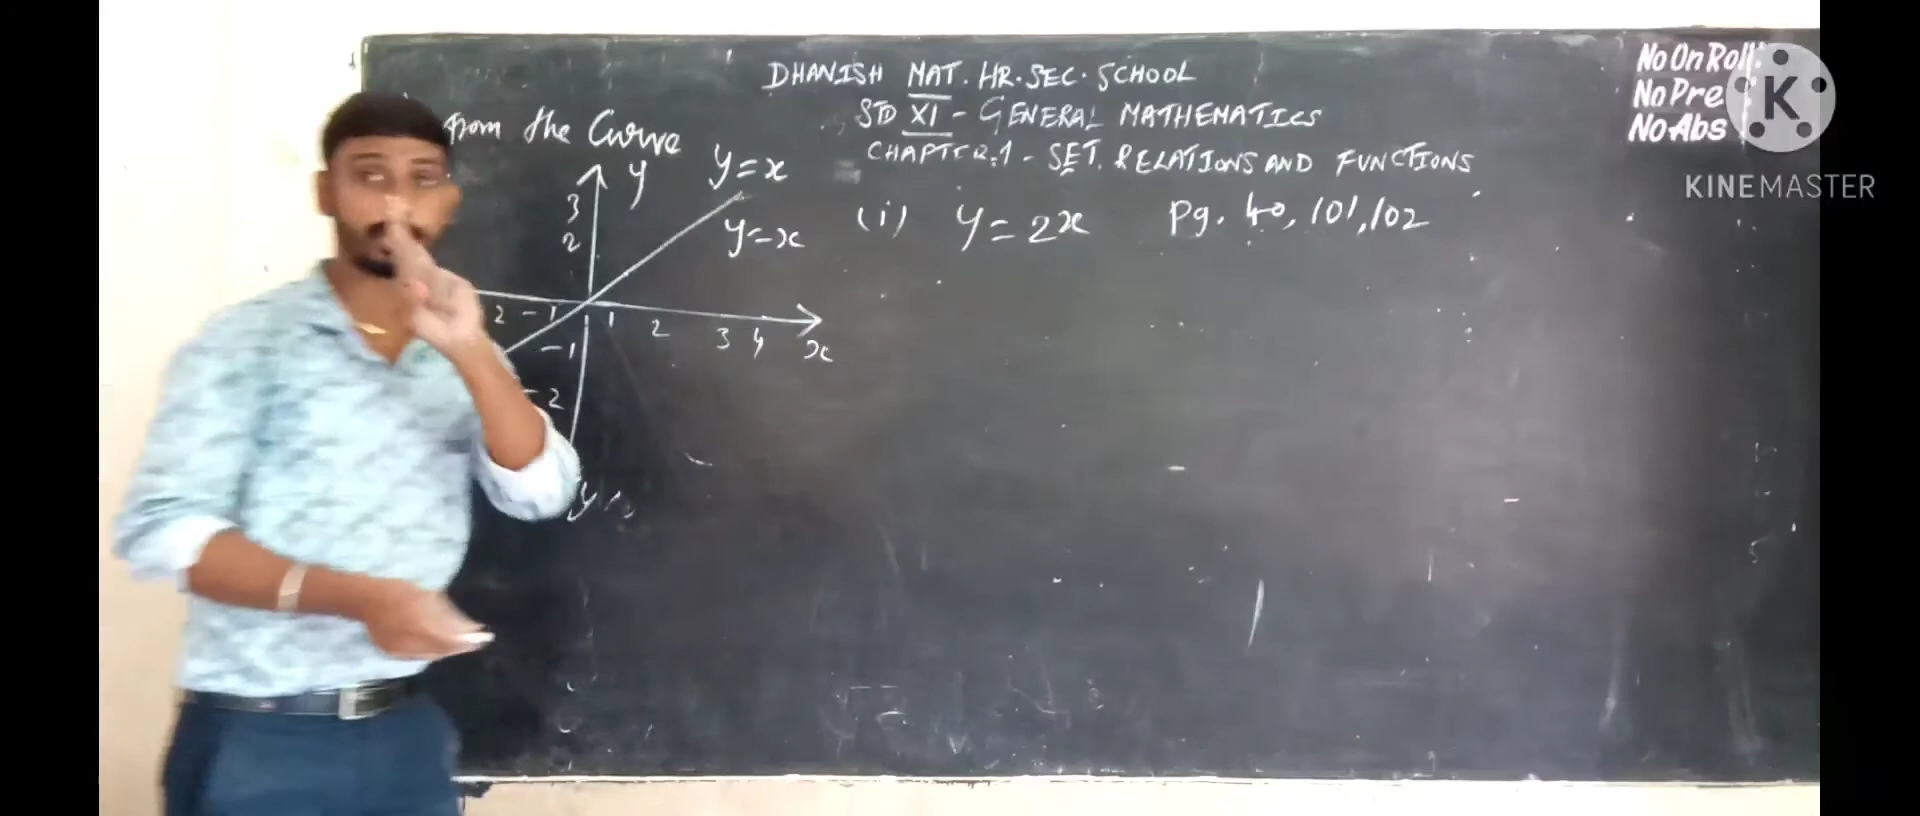 DHANISH MAT. HR. SEC. SCHOOL
STD XI - GENERAL MATHEMATICS
CHAPTER.1 - SET, RELATIONS AND FUNCTIONS
from the Curve
y = x
(i) y = 2x pg. 40, 101, 102
y
3
2
y=x
2 -1 1 2 3 4
x
-1
-2
No On Roll:
No Pre
No Abs
K
KINEMASTER